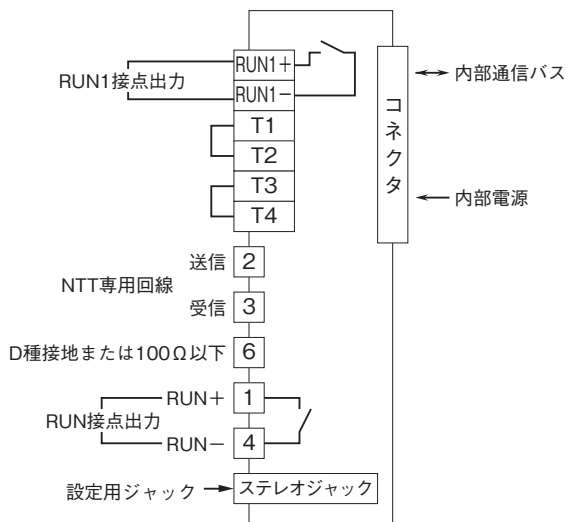 RUN1接点出力
RUN1+
RUN1−
T1
T2
T3
T4
コネクタ
内部通信バス
内部電源
NTT専用回線
送信 2
受信 3
D種接地または100Ω以下 6
RUN接点出力
RUN+ 1
RUN− 4
設定用ジャック
ステレオジャック